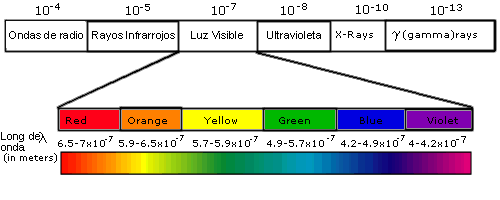 10⁻⁴ 10⁻⁵ 10⁻⁷ 10⁻⁸ 10⁻¹⁰ 10⁻¹³
Ondas de radio Rayos Infrarrojos Luz Visible Ultravioleta X-Rays γ(gamma)rays
Red Orange Yellow Green Blu Violet
Long de λ
onda
(in meters)
6.5-7x10⁻⁷ 5.9-6.5x10⁻⁷ 5.7-5.9x10⁻⁷ 4.9-5.7x10⁻⁷ 4.2-4.9x10⁻⁷ 4-4.2x10⁻⁷